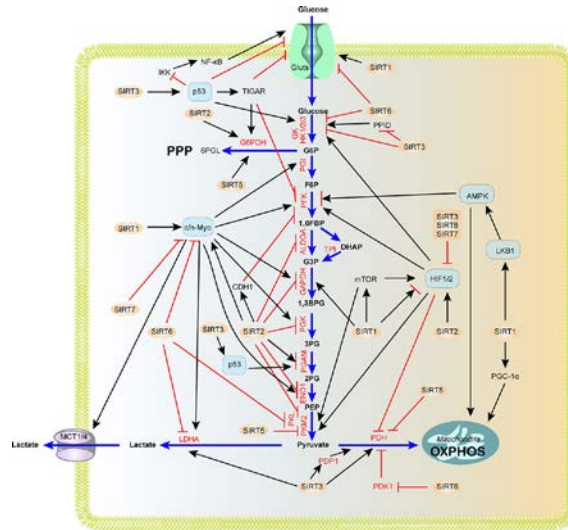 Glucose
NF-κB
IKK
Gluts
SIRT1
SIRT3
p53
TIGAR
SIRT2
SIRT6
Glucose
PPID
GK
HK1/2/3
SIRT3
G6PDH
PPP
6PGL
G6P
SIRT5
PGI
F6P
PFK
AMPK
1,6FBP
SIRT1
c/n-Myc
ALDOA
TPI
DHAP
SIRT3
SIRT6
SIRT7
LKB1
G3P
GAPDH
CDH1
mTOR
HIF1/2
1,3BPG
SIRT7
SIRT6
SIRT3
SIRT2
PGK
SIRT1
SIRT2
SIRT1
3PG
p53
PGAM
PGC-1α
2PG
ENO1
SIRT5
PEP
PKL
PKM2
SIRT5
MCT1/4
Lactate
Lactate
LDHA
Pyruvate
PDH
Mitochondria
OXPHOS
PDP1
SIRT3
PDK1
SIRT6